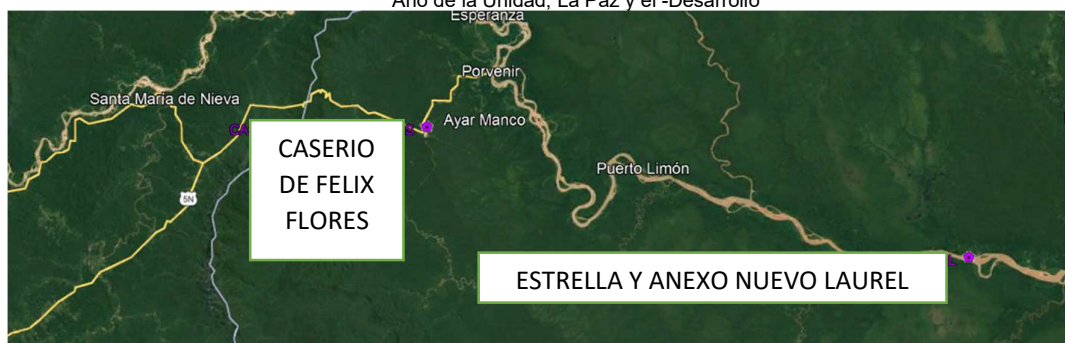 Año de la Unidad, La Paz y el -Desarrollo
Esperanza
Porvenir
Santa María de Nieva
Ayar Manco
CA
S
CASERIO
DE FELIX
FLORES
Puerto Limón
5N
ESTRELLA Y ANEXO NUEVO LAUREL
L